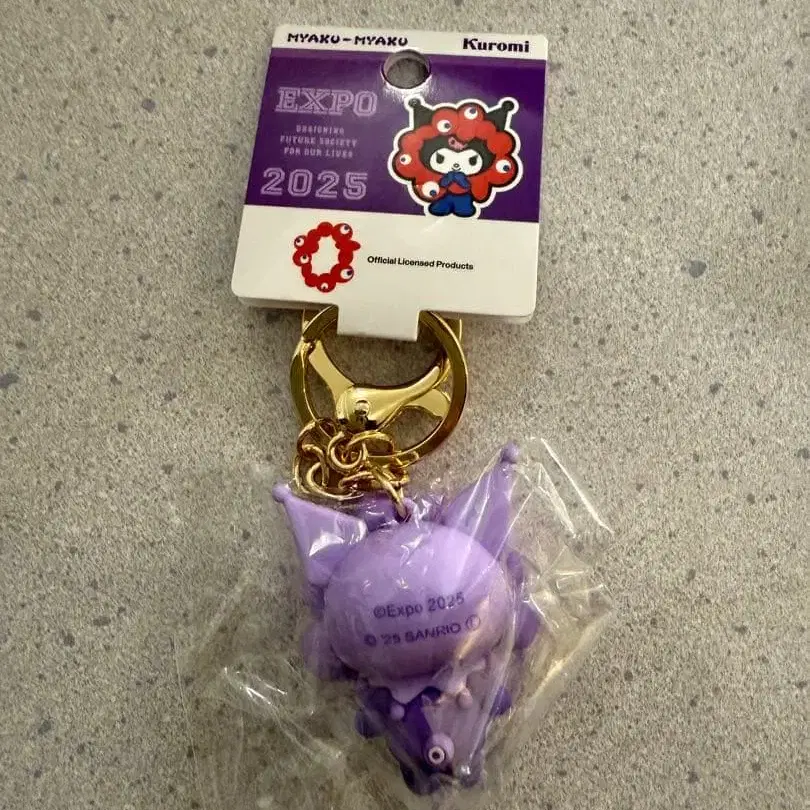 MYAKU-MYAKU
Kuromi
EXPO
DESIGNING
FUTURE SOCIETY
FOR OUR LIVES
2025
Official Licensed Products
©Expo 2025
© '25 SANRIO Ⓛ